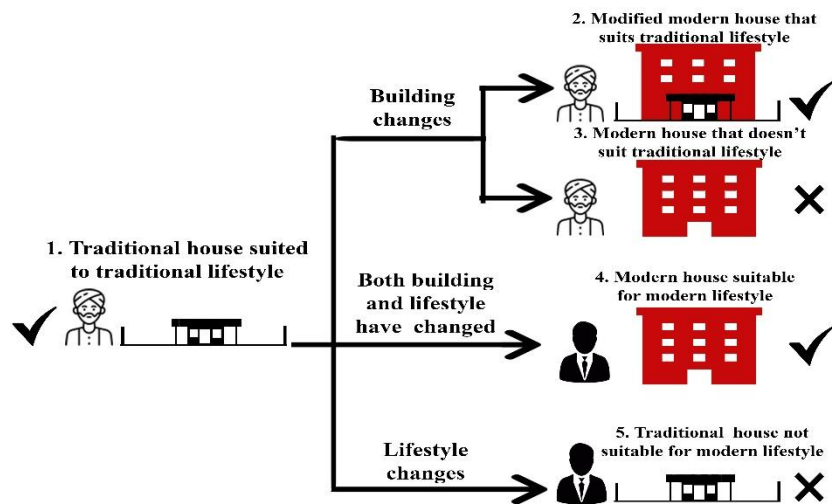 2. Modified modern house that
suits traditional lifestyle
Building
changes
3. Modern house that doesn't
suit traditional lifestyle
1. Traditional house suited
to traditional lifestyle
Both building
and lifestyle
have changed
4. Modern house suitable
for modern lifestyle
Lifestyle
changes
5. Traditional house not
suitable for modern lifestyle